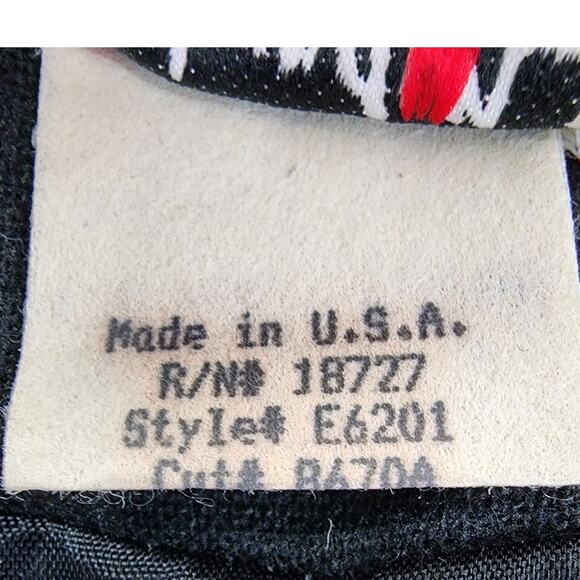 Made in U.S.A.
R/N# 18727
Style# E6201
Cut#